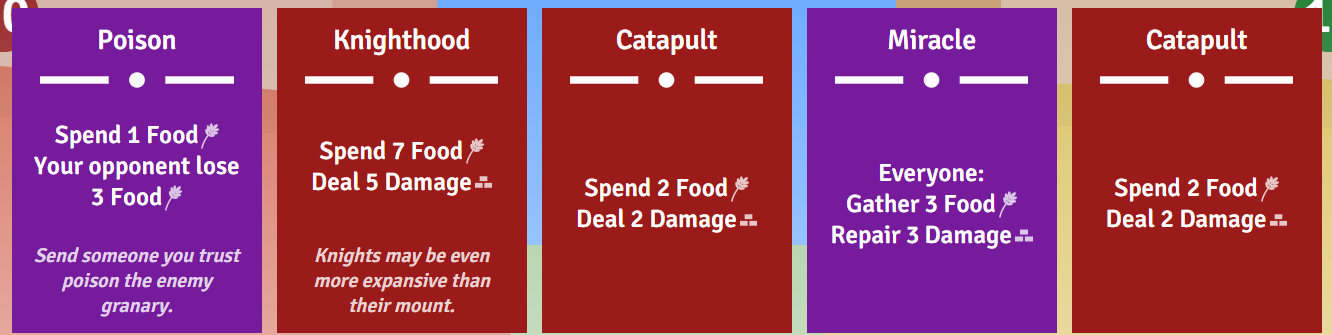 Poison
Spend 1 Food
Your opponent lose
3 Food
Send someone you trust
poison the enemy
granary.
Knighthood
Spend 7 Food
Deal 5 Damage
Knights may be even
more expansive than
their mount.
Catapult
Spend 2 Food
Deal 2 Damage
Miracle
Everyone:
Gather 3 Food
Repair 3 Damage
Catapult
Spend 2 Food
Deal 2 Damage